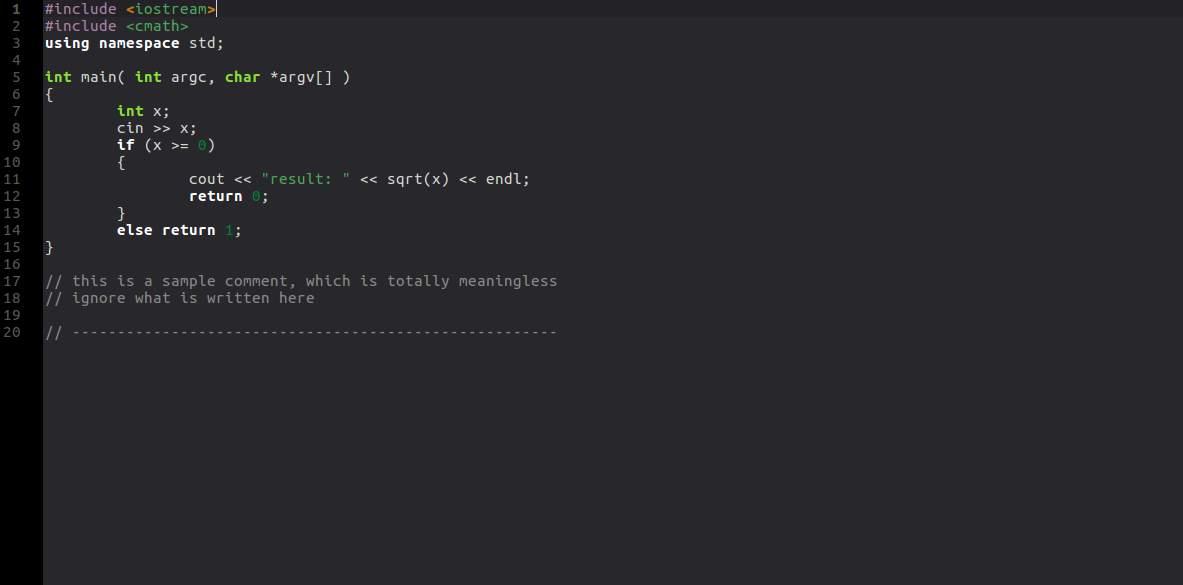 1 #include <iostream>
2 #include <cmath>
3 using namespace std;
4
5 int main( int argc, char *argv[] )
6 {
7         int x;
8         cin >> x;
9         if (x >= 0)
10         {
11                 cout << "result: " << sqrt(x) << endl;
12                 return 0;
13         }
14         else return 1;
15 }
16
17 // this is a sample comment, which is totally meaningless
18 // ignore what is written here
19
20 // ------------------------------------------------------